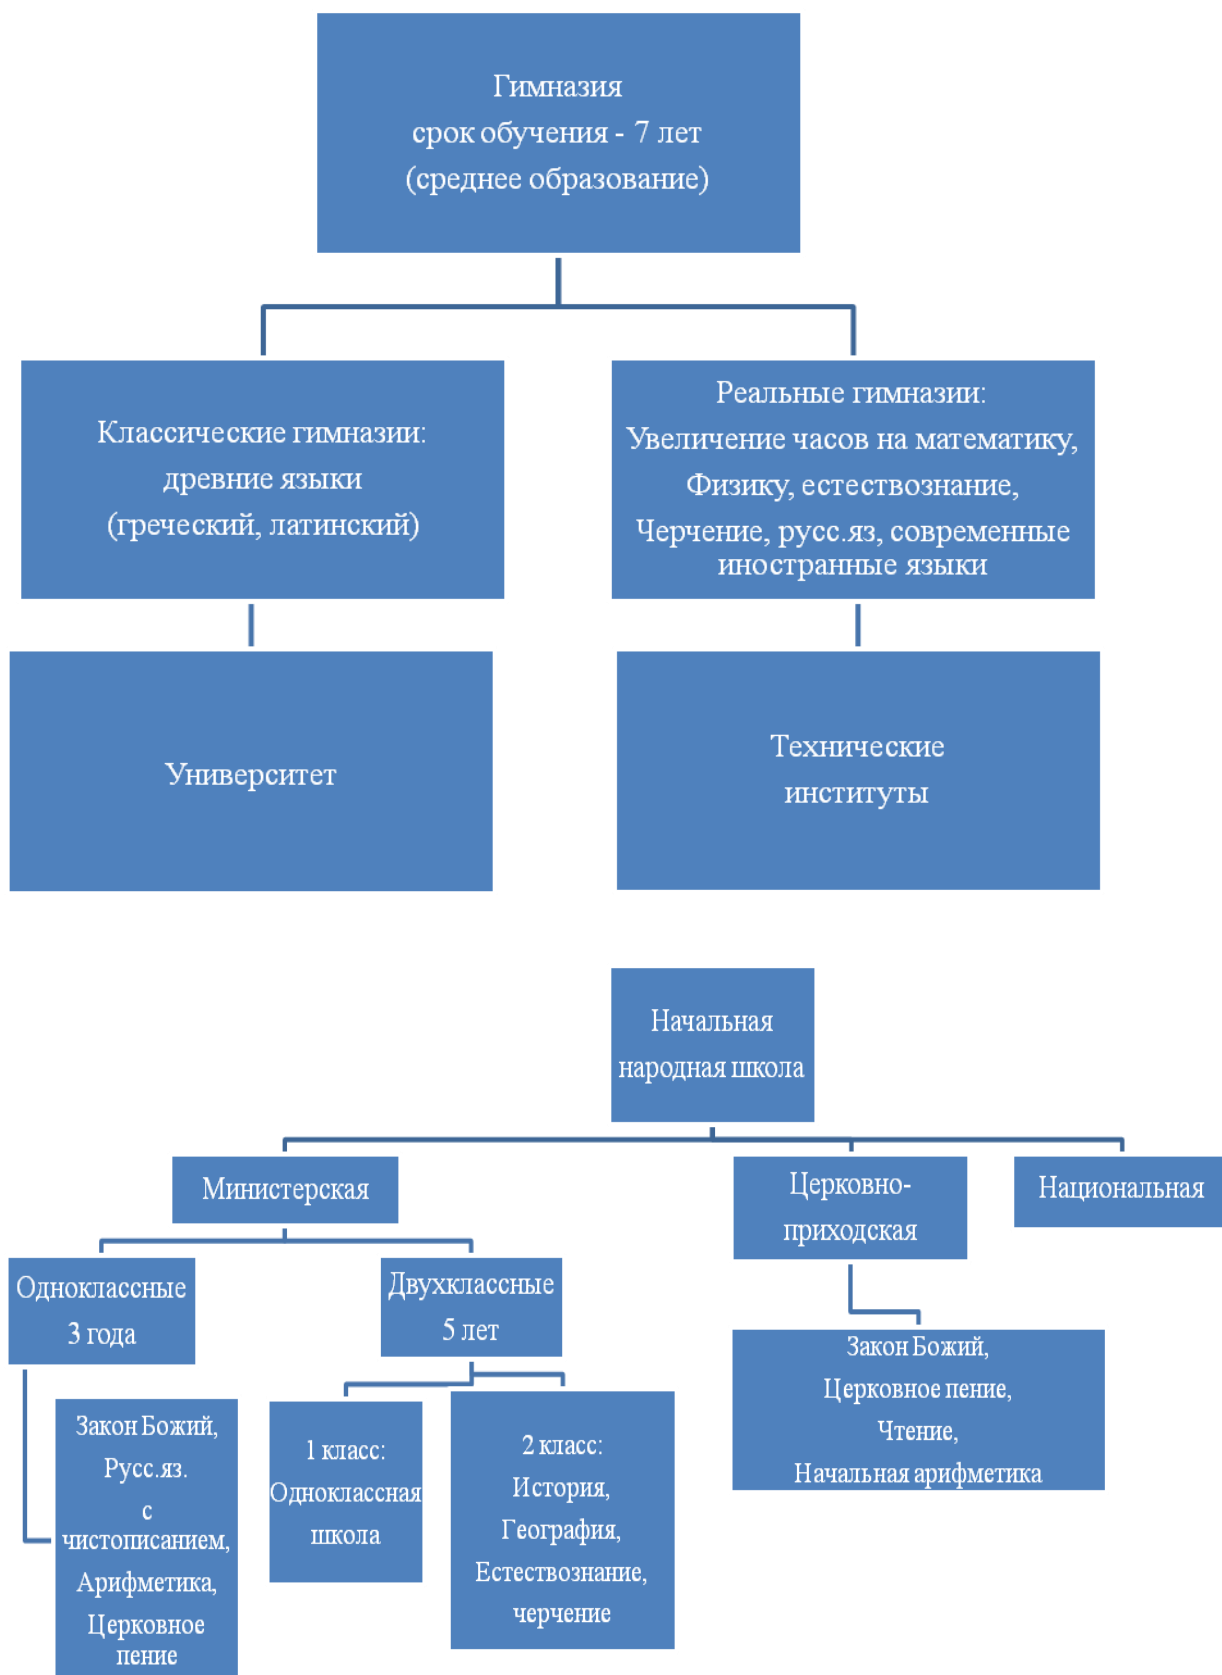 Гимназия
срок обучения - 7 лет
(среднее образование)
Классические гимназии:
древние языки
(греческий, латинский)
Реальные гимназии:
Увеличение часов на математику,
Физику, естествознание,
Черчение, русс.яз, современные
иностранные языки
Университет
Технические
институты
Начальная
народная школа
Министерская
Церковно-
приходская
Национальная
Одноклассные
3 года
Двухклассные
5 лет
Закон Божий,
Русс.яз.
с
чистописанием,
Арифметика,
Церковное
пение
1 класс:
Одноклассная
школа
2 класс:
История,
География,
Естествознание,
черчение
Закон Божий,
Церковное пение,
Чтение,
Начальная арифметика